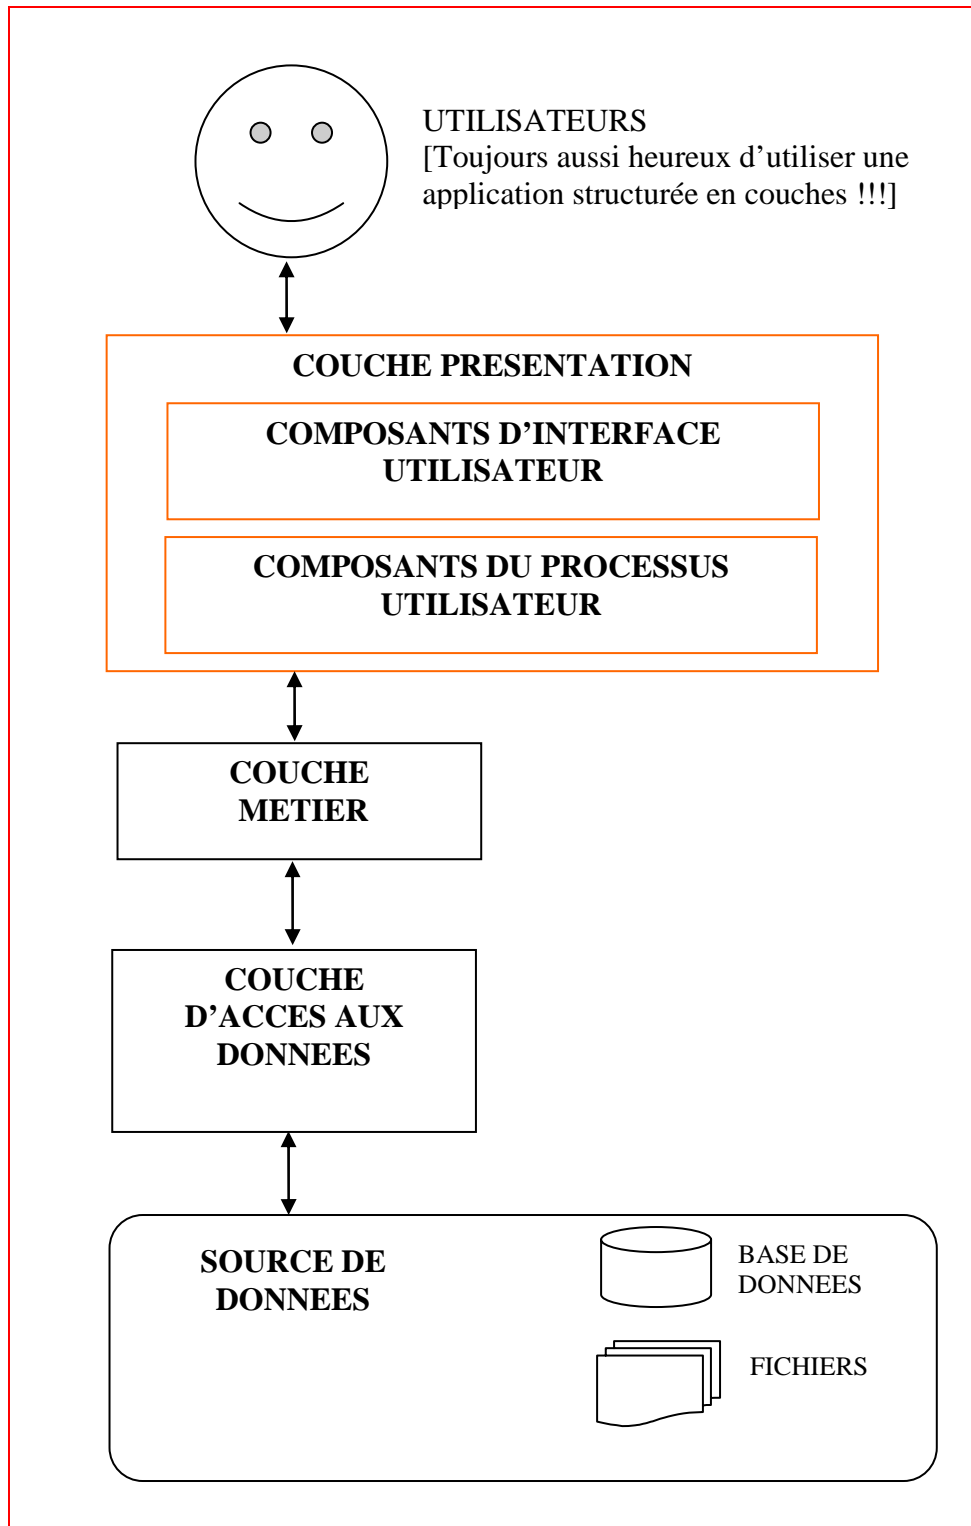 UTILISATEURS
[Toujours aussi heureux d’utiliser une
application structurée en couches !!!]
COUCHE PRESENTATION
COMPOSANTS D’INTERFACE
UTILISATEUR
COMPOSANTS DU PROCESSUS
UTILISATEUR
COUCHE
METIER
COUCHE
D’ACCES AUX
DONNEES
SOURCE DE
DONNEES
BASE DE
DONNEES
FICHIERS